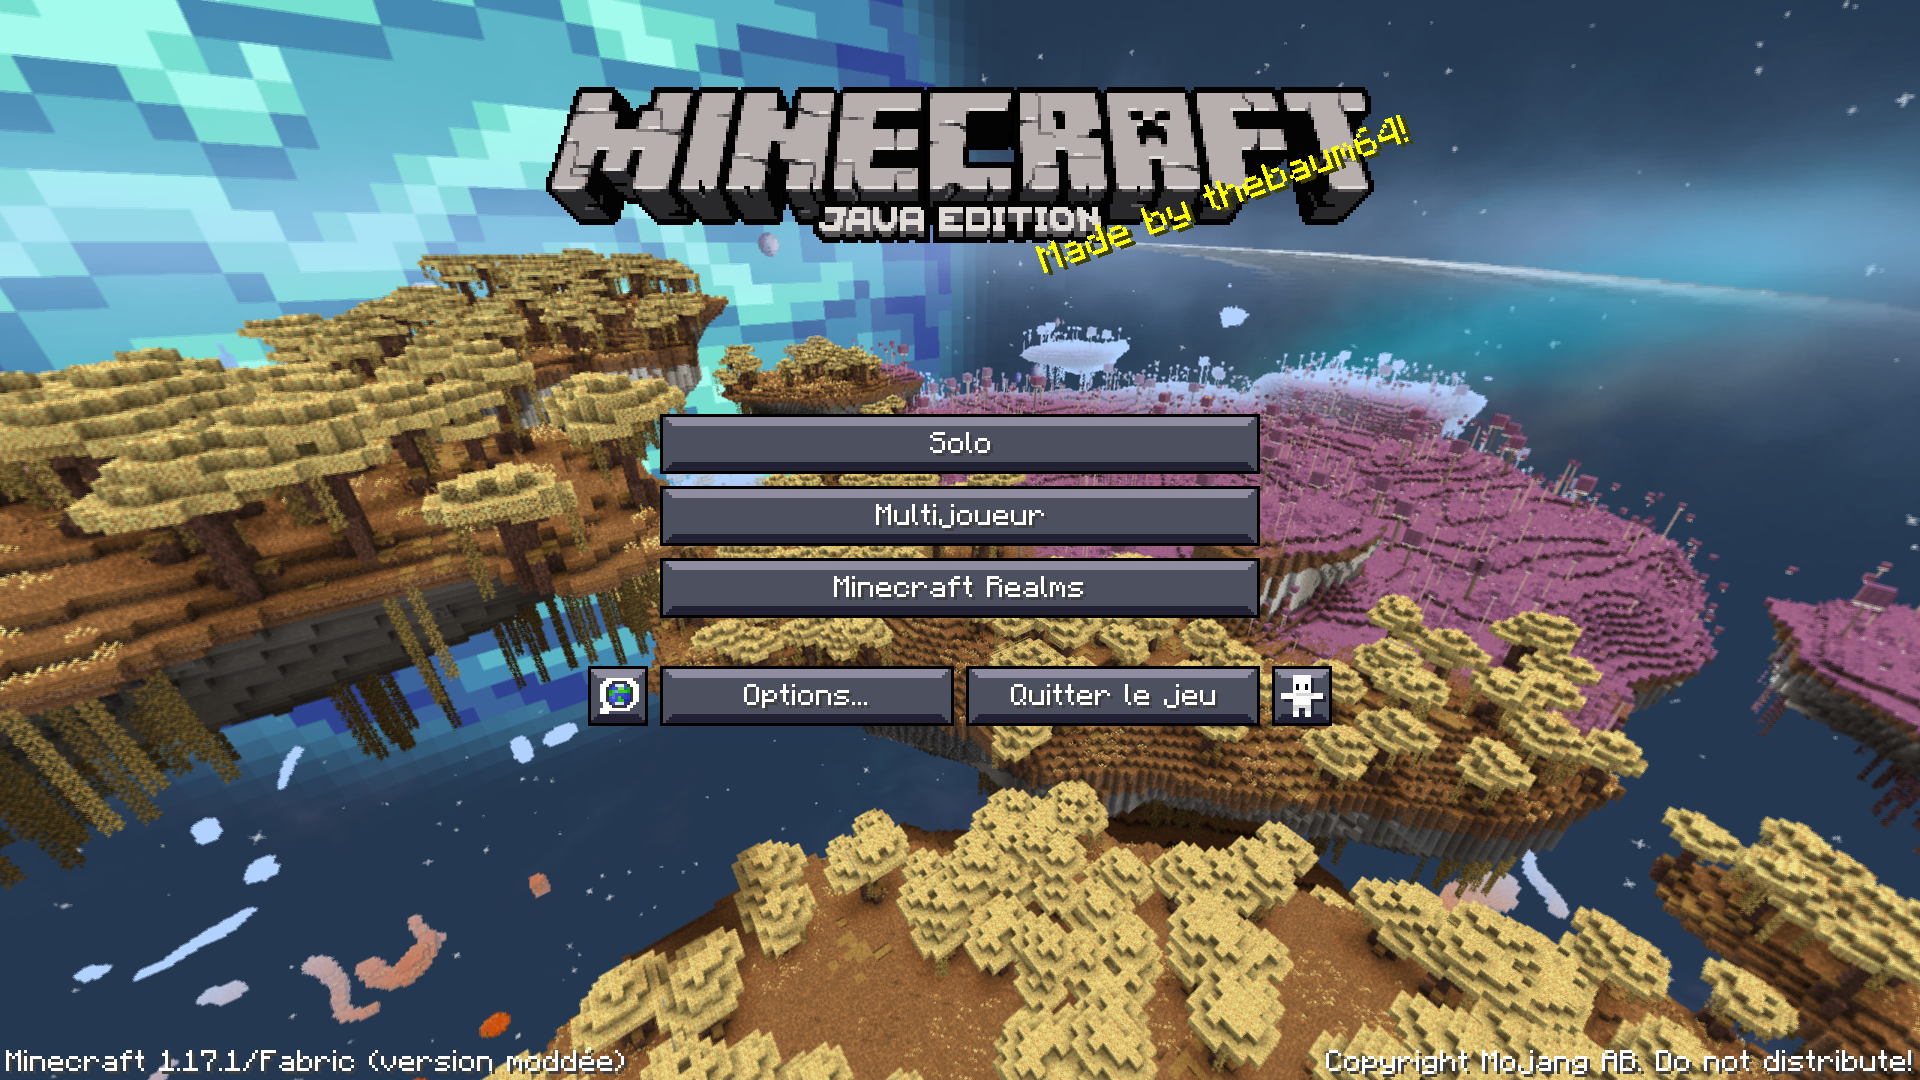 MINECRAFT
JAVA EDITION
Made by thebaum64!
Solo
Multijoueur
Minecraft Realms
Options...
Quitter le jeu
Minecraft 1.17.1/Fabric (version moddée)
Copyright Mojang AB. Do not distribute!